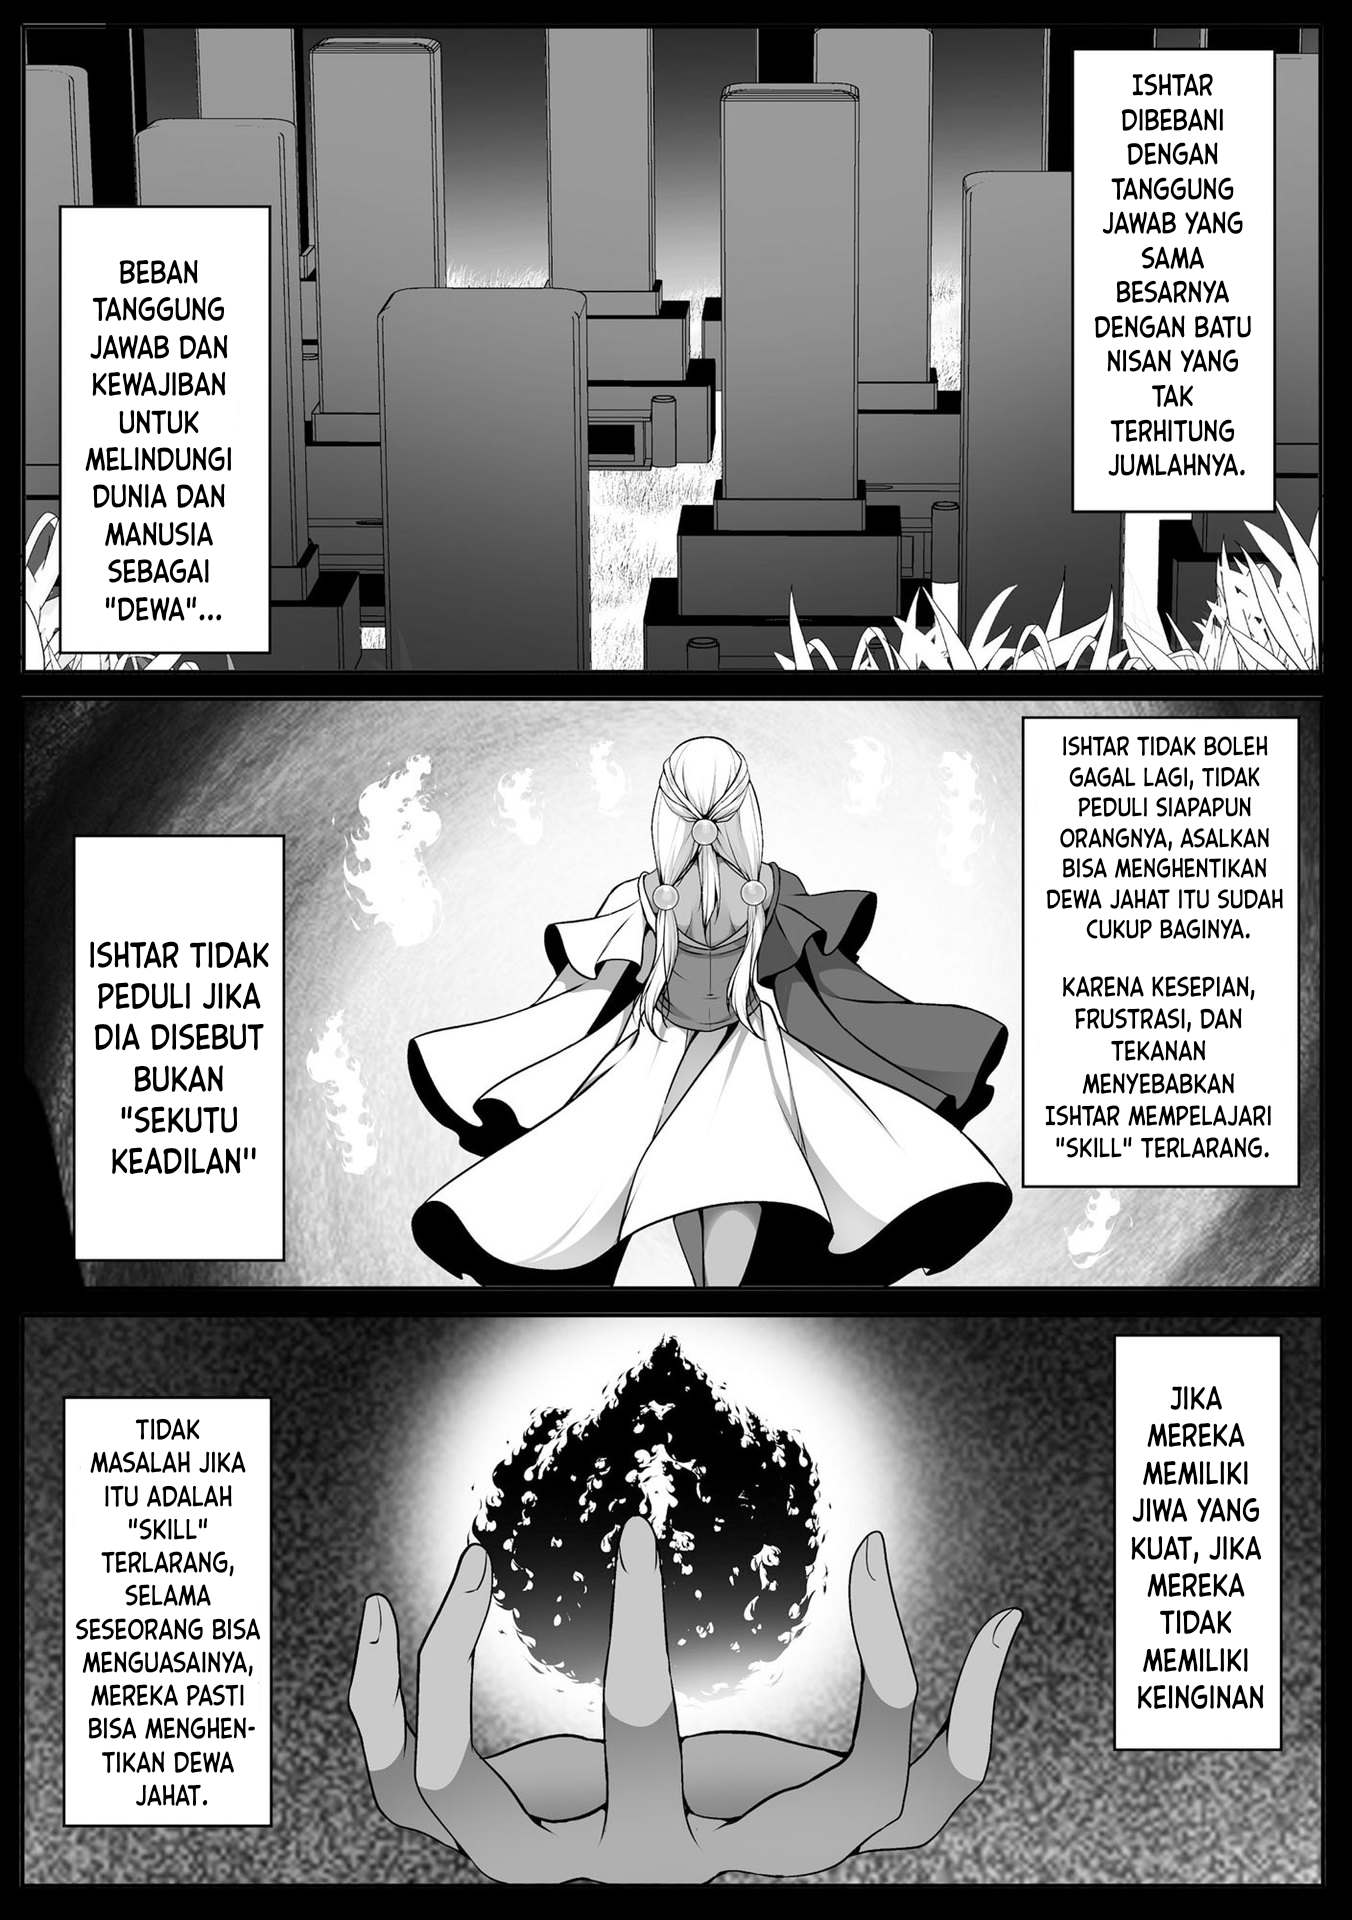 ISHTAR
DIBEBANI
DENGAN
TANGGUNG
JAWAB YANG
SAMA
BESARNYA
DENGAN BATU
NISAN YANG
TAK
TERHITUNG
JUMLAHNYA.
BEBAN
TANGGUNG
JAWAB DAN
KEWAJIBAN
UNTUK
MELINDUNGI
DUNIA DAN
MANUSIA
SEBAGAI
"DEWA"...
ISHTAR TIDAK BOLEH
GAGAL LAGI, TIDAK
PEDULI SIAPAPUN
ORANGNYA, ASALKAN
BISA MENGHENTIKAN
DEWA JAHAT ITU SUDAH
CUKUP BAGINYA.
KARENA KESEPIAN,
FRUSTRASI, DAN
TEKANAN
MENYEBABKAN
ISHTAR MEMPELAJARI
"SKILL" TERLARANG.
ISHTAR TIDAK
PEDULI JIKA
DIA DISEBUT
BUKAN
"SEKUTU
KEADILAN"
JIKA
MEREKA
MEMILIKI
JIWA YANG
KUAT, JIKA
MEREKA
TIDAK
MEMILIKI
KEINGINAN
TIDAK
MASALAH JIKA
ITU ADALAH
"SKILL"
TERLARANG,
SELAMA
SESEORANG BISA
MENGUASAINYA,
MEREKA PASTI
BISA MENGHEN-
TIKAN DEWA
JAHAT.